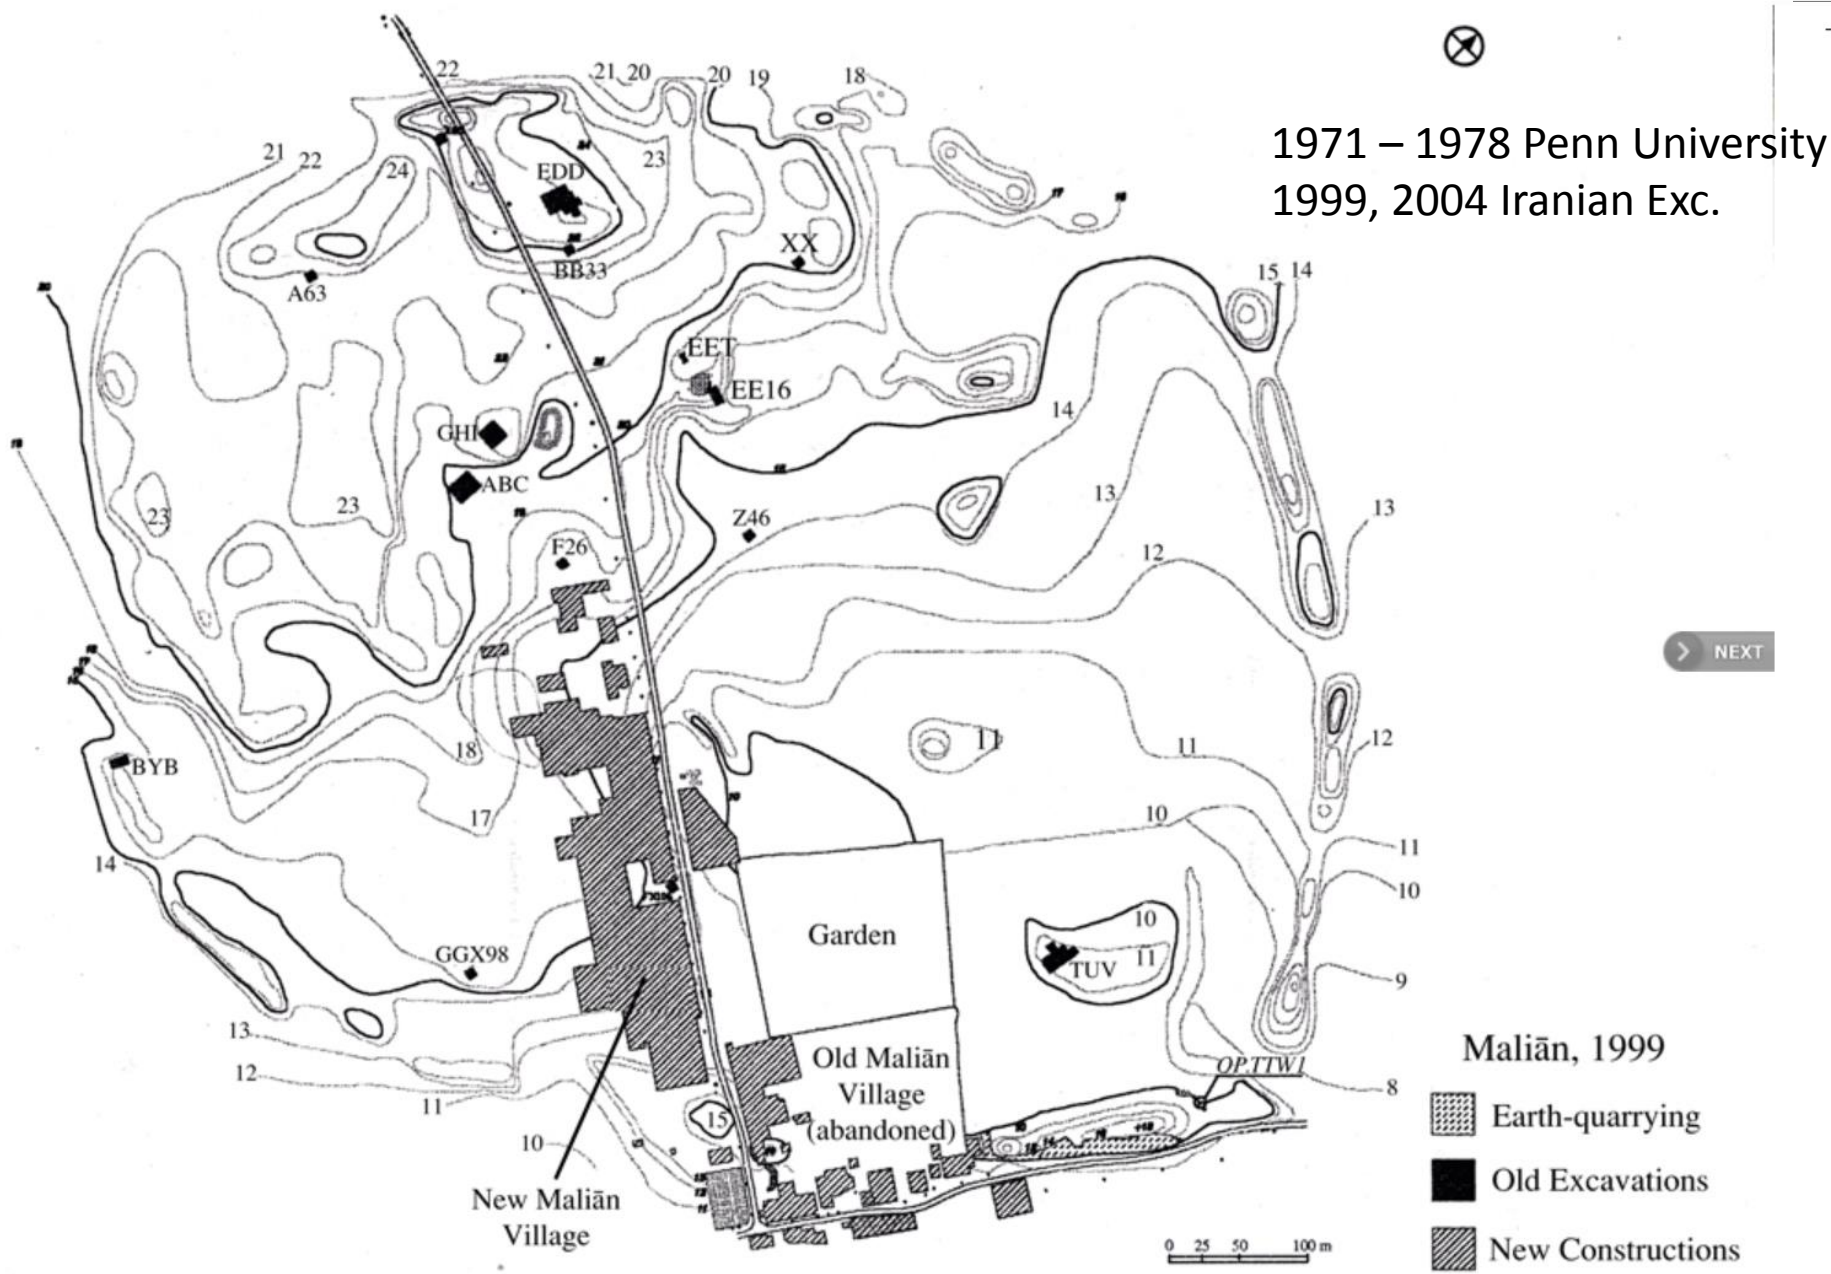 22
21
20
20
19
18
1971 – 1978 Penn University
1999, 2004 Iranian Exc.
21
22
24
EDD
23
17
XX
BB33
A63
15
14
20
EET
EE16
14
GHI
ABC
23
23
13
13
Z46
F26
12
NEXT
18
11
11
12
BYB
17
10
14
11
10
Garden
10
11
TUV
GGX98
9
13
12
11
10
15
Old Maliān
Village
(abandoned)
OP.TTW1
8
New Maliān
Village
Maliān, 1999
Earth-quarrying
Old Excavations
New Constructions
0 25 50 100 m